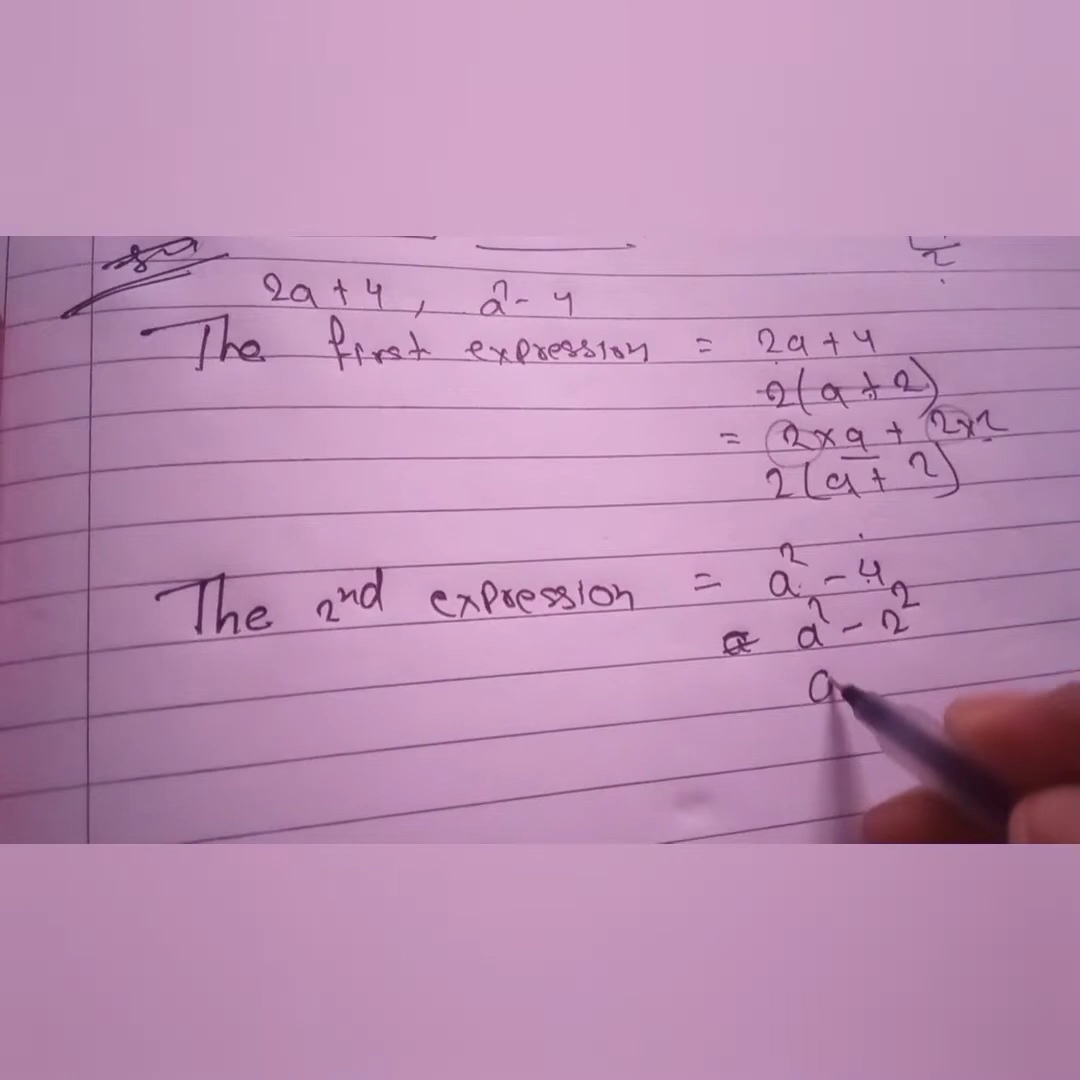 2a + 4 , a² - 4
The first expression = 2a + 4
2(a + 2)
= 2×a + 2×2
2(a + 2)
The 2nd expression = a² - 4
= a² - 2²
a